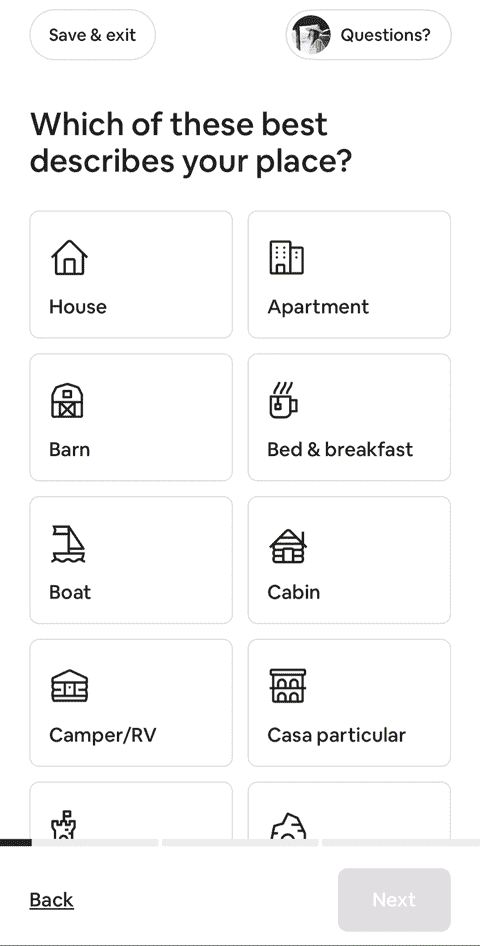 Save & exit
Questions?
Which of these best
describes your place?
House
Apartment
Barn
Bed & breakfast
Boat
Cabin
Camper/RV
Casa particular
Back
Next